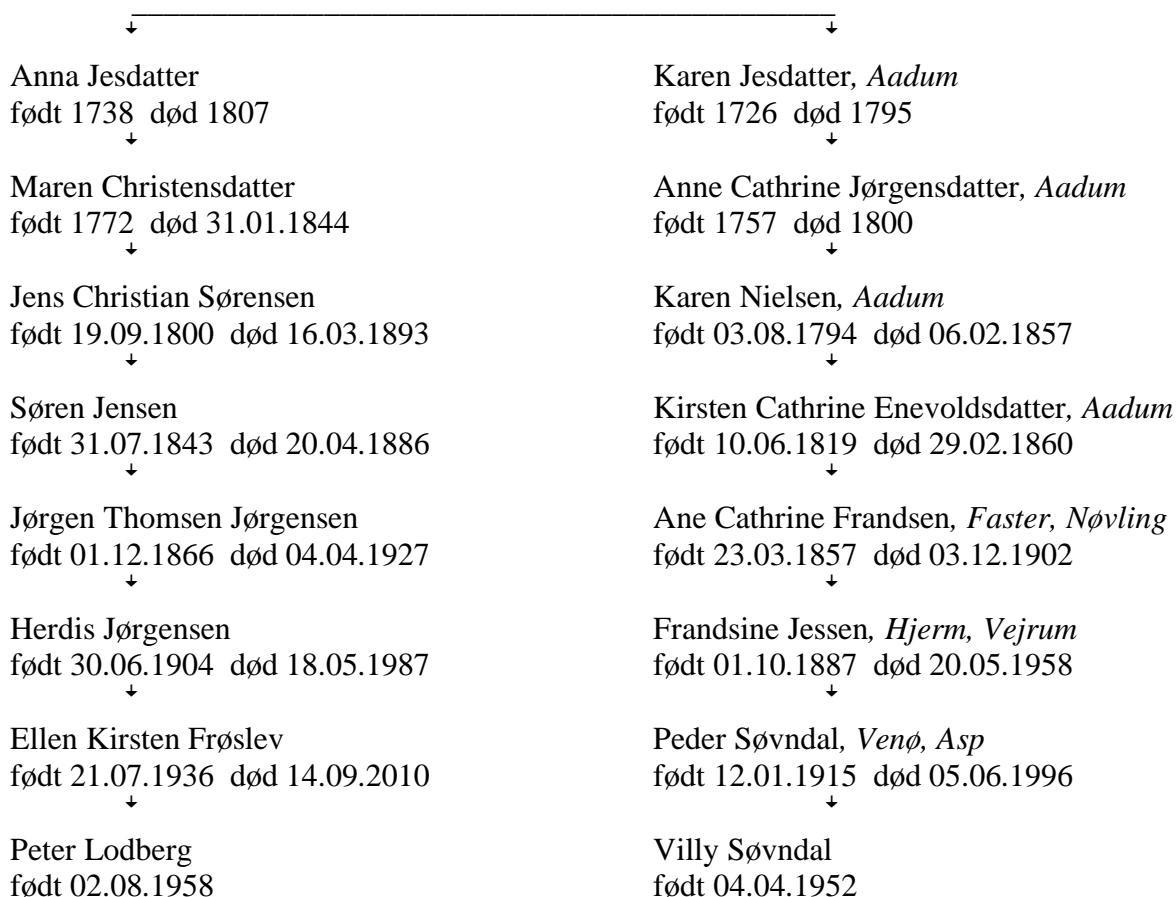 Anna Jesdatter
født 1738 død 1807
Maren Christensdatter
født 1772 død 31.01.1844
Jens Christian Sørensen
født 19.09.1800 død 16.03.1893
Søren Jensen
født 31.07.1843 død 20.04.1886
Jørgen Thomsen Jørgensen
født 01.12.1866 død 04.04.1927
Herdis Jørgensen
født 30.06.1904 død 18.05.1987
Ellen Kirsten Frøslev
født 21.07.1936 død 14.09.2010
Peter Lodberg
født 02.08.1958
Karen Jesdatter, Aadum
født 1726 død 1795
Anne Cathrine Jørgensdatter, Aadum
født 1757 død 1800
Karen Nielsen, Aadum
født 03.08.1794 død 06.02.1857
Kirsten Cathrine Enevoldsdatter, Aadum
født 10.06.1819 død 29.02.1860
Ane Cathrine Frandsen, Faster, Nøvling
født 23.03.1857 død 03.12.1902
Frandsine Jessen, Hjerm, Vejrum
født 01.10.1887 død 20.05.1958
Peder Søvndal, Venø, Asp
født 12.01.1915 død 05.06.1996
Villy Søvndal
født 04.04.1952